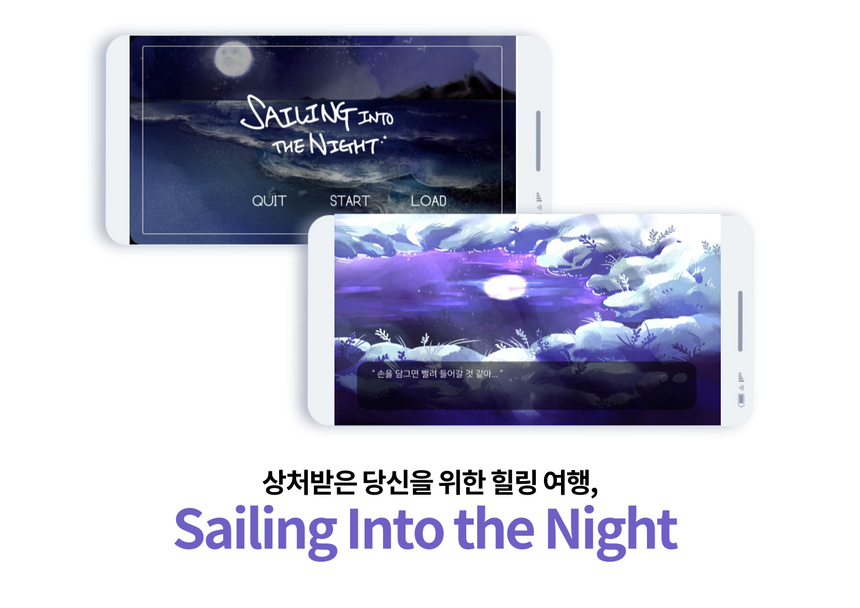 SAILING INTO
THE NIGHT
QUIT START LOAD
" 손을 담그면 빨려 들어갈 것 같아... "
상처받은 당신을 위한 힐링 여행,
Sailing Into the Night